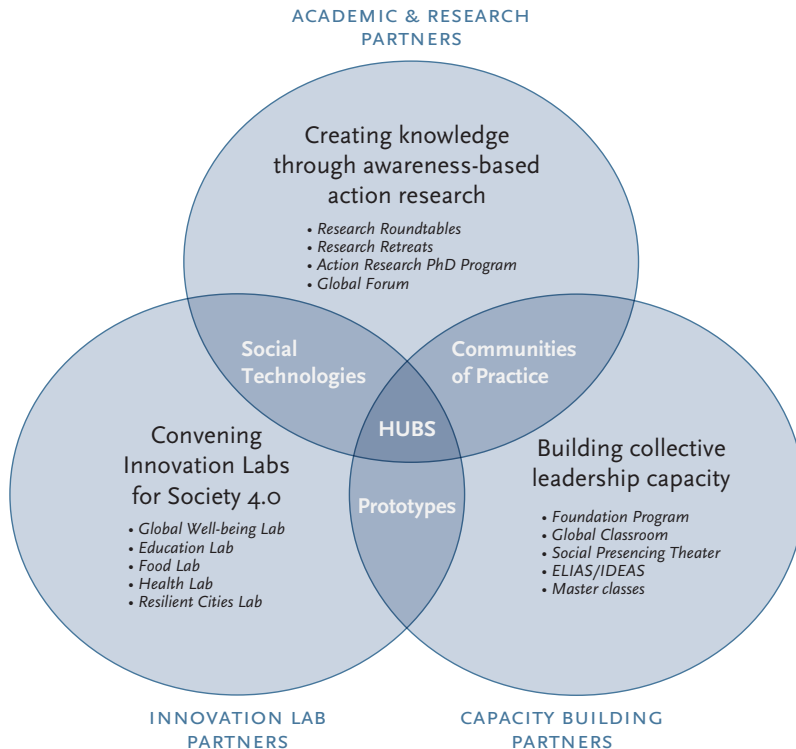 ACADEMIC & RESEARCH
PARTNERS
Creating knowledge
through awareness-based
action research
• Research Roundtables
• Research Retreats
• Action Research PhD Program
• Global Forum
Social
Technologies
Communities
of Practice
HUBS
Convening
Innovation Labs
for Society 4.0
• Global Well-being Lab
• Education Lab
• Food Lab
• Health Lab
• Resilient Cities Lab
Prototypes
Building collective
leadership capacity
• Foundation Program
• Global Classroom
• Social Presencing Theater
• ELIAS/IDEAS
• Master classes
INNOVATION LAB
PARTNERS
CAPACITY BUILDING
PARTNERS